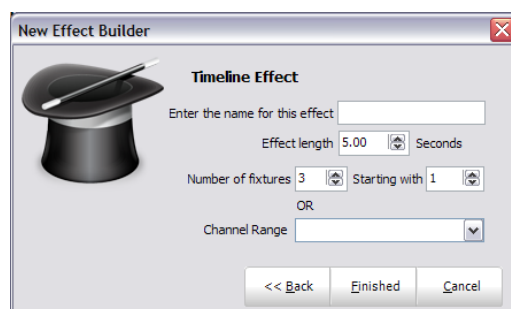 New Effect Builder
Timeline Effect
Enter the name for this effect
Effect length 5.00 Seconds
Number of fixtures 3 Starting with 1
OR
Channel Range
<< Back Finished Cancel